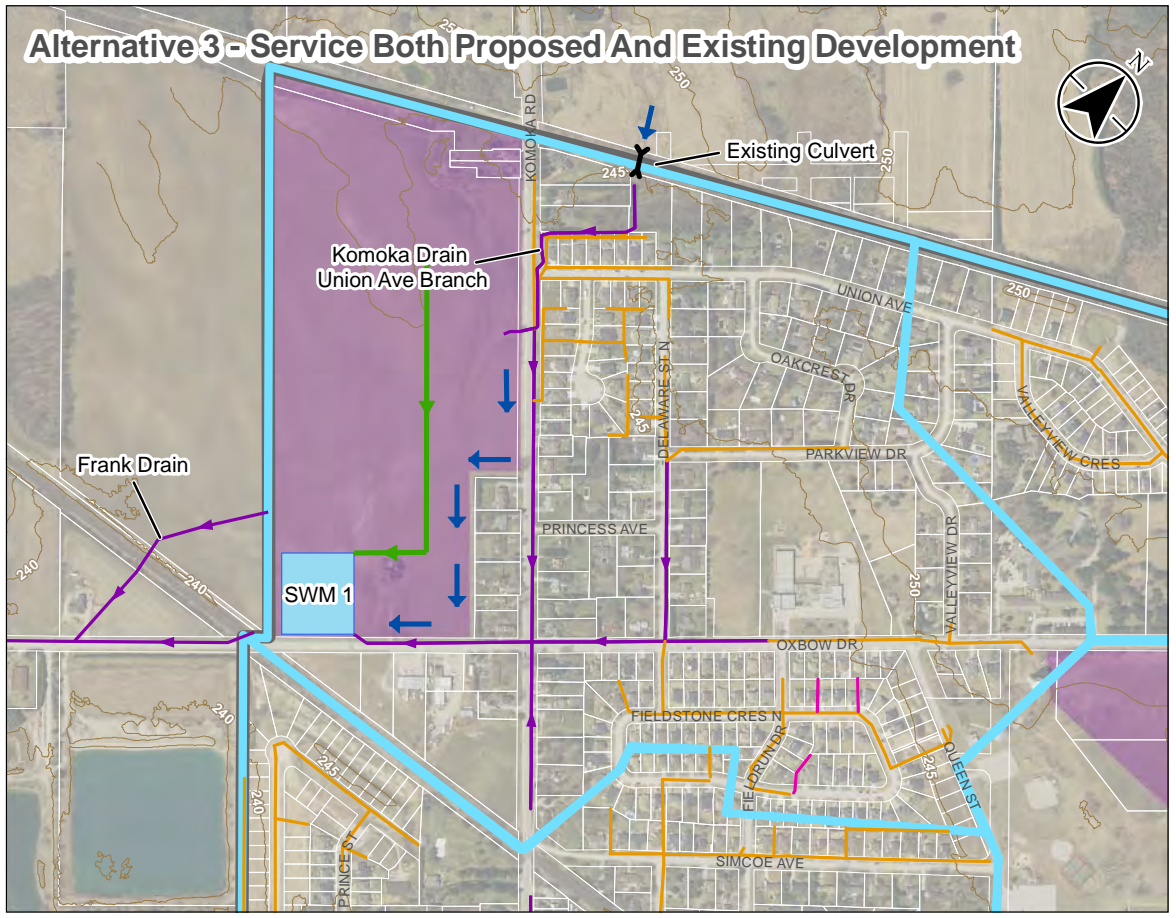 Alternative 3 - Service Both Proposed And Existing Development
N
25
250
KOMOKA RD
Existing Culvert
245
250
Komoka Drain
Union Ave Branch
UNION AVE
250
OAKCREST DR
DELAWARE ST N
245
VALLEYVIEW CRES
PARKVIEW DR
Frank Drain
PRINCESS AVE
VALLEYVIEW DR
250
240
240
SWM 1
OXBOW DR
FIELDSTONE CRES N
FIELDRUN DR
QUEEN ST
245
240
245
240
PRINCE ST
SIMCOE AVE